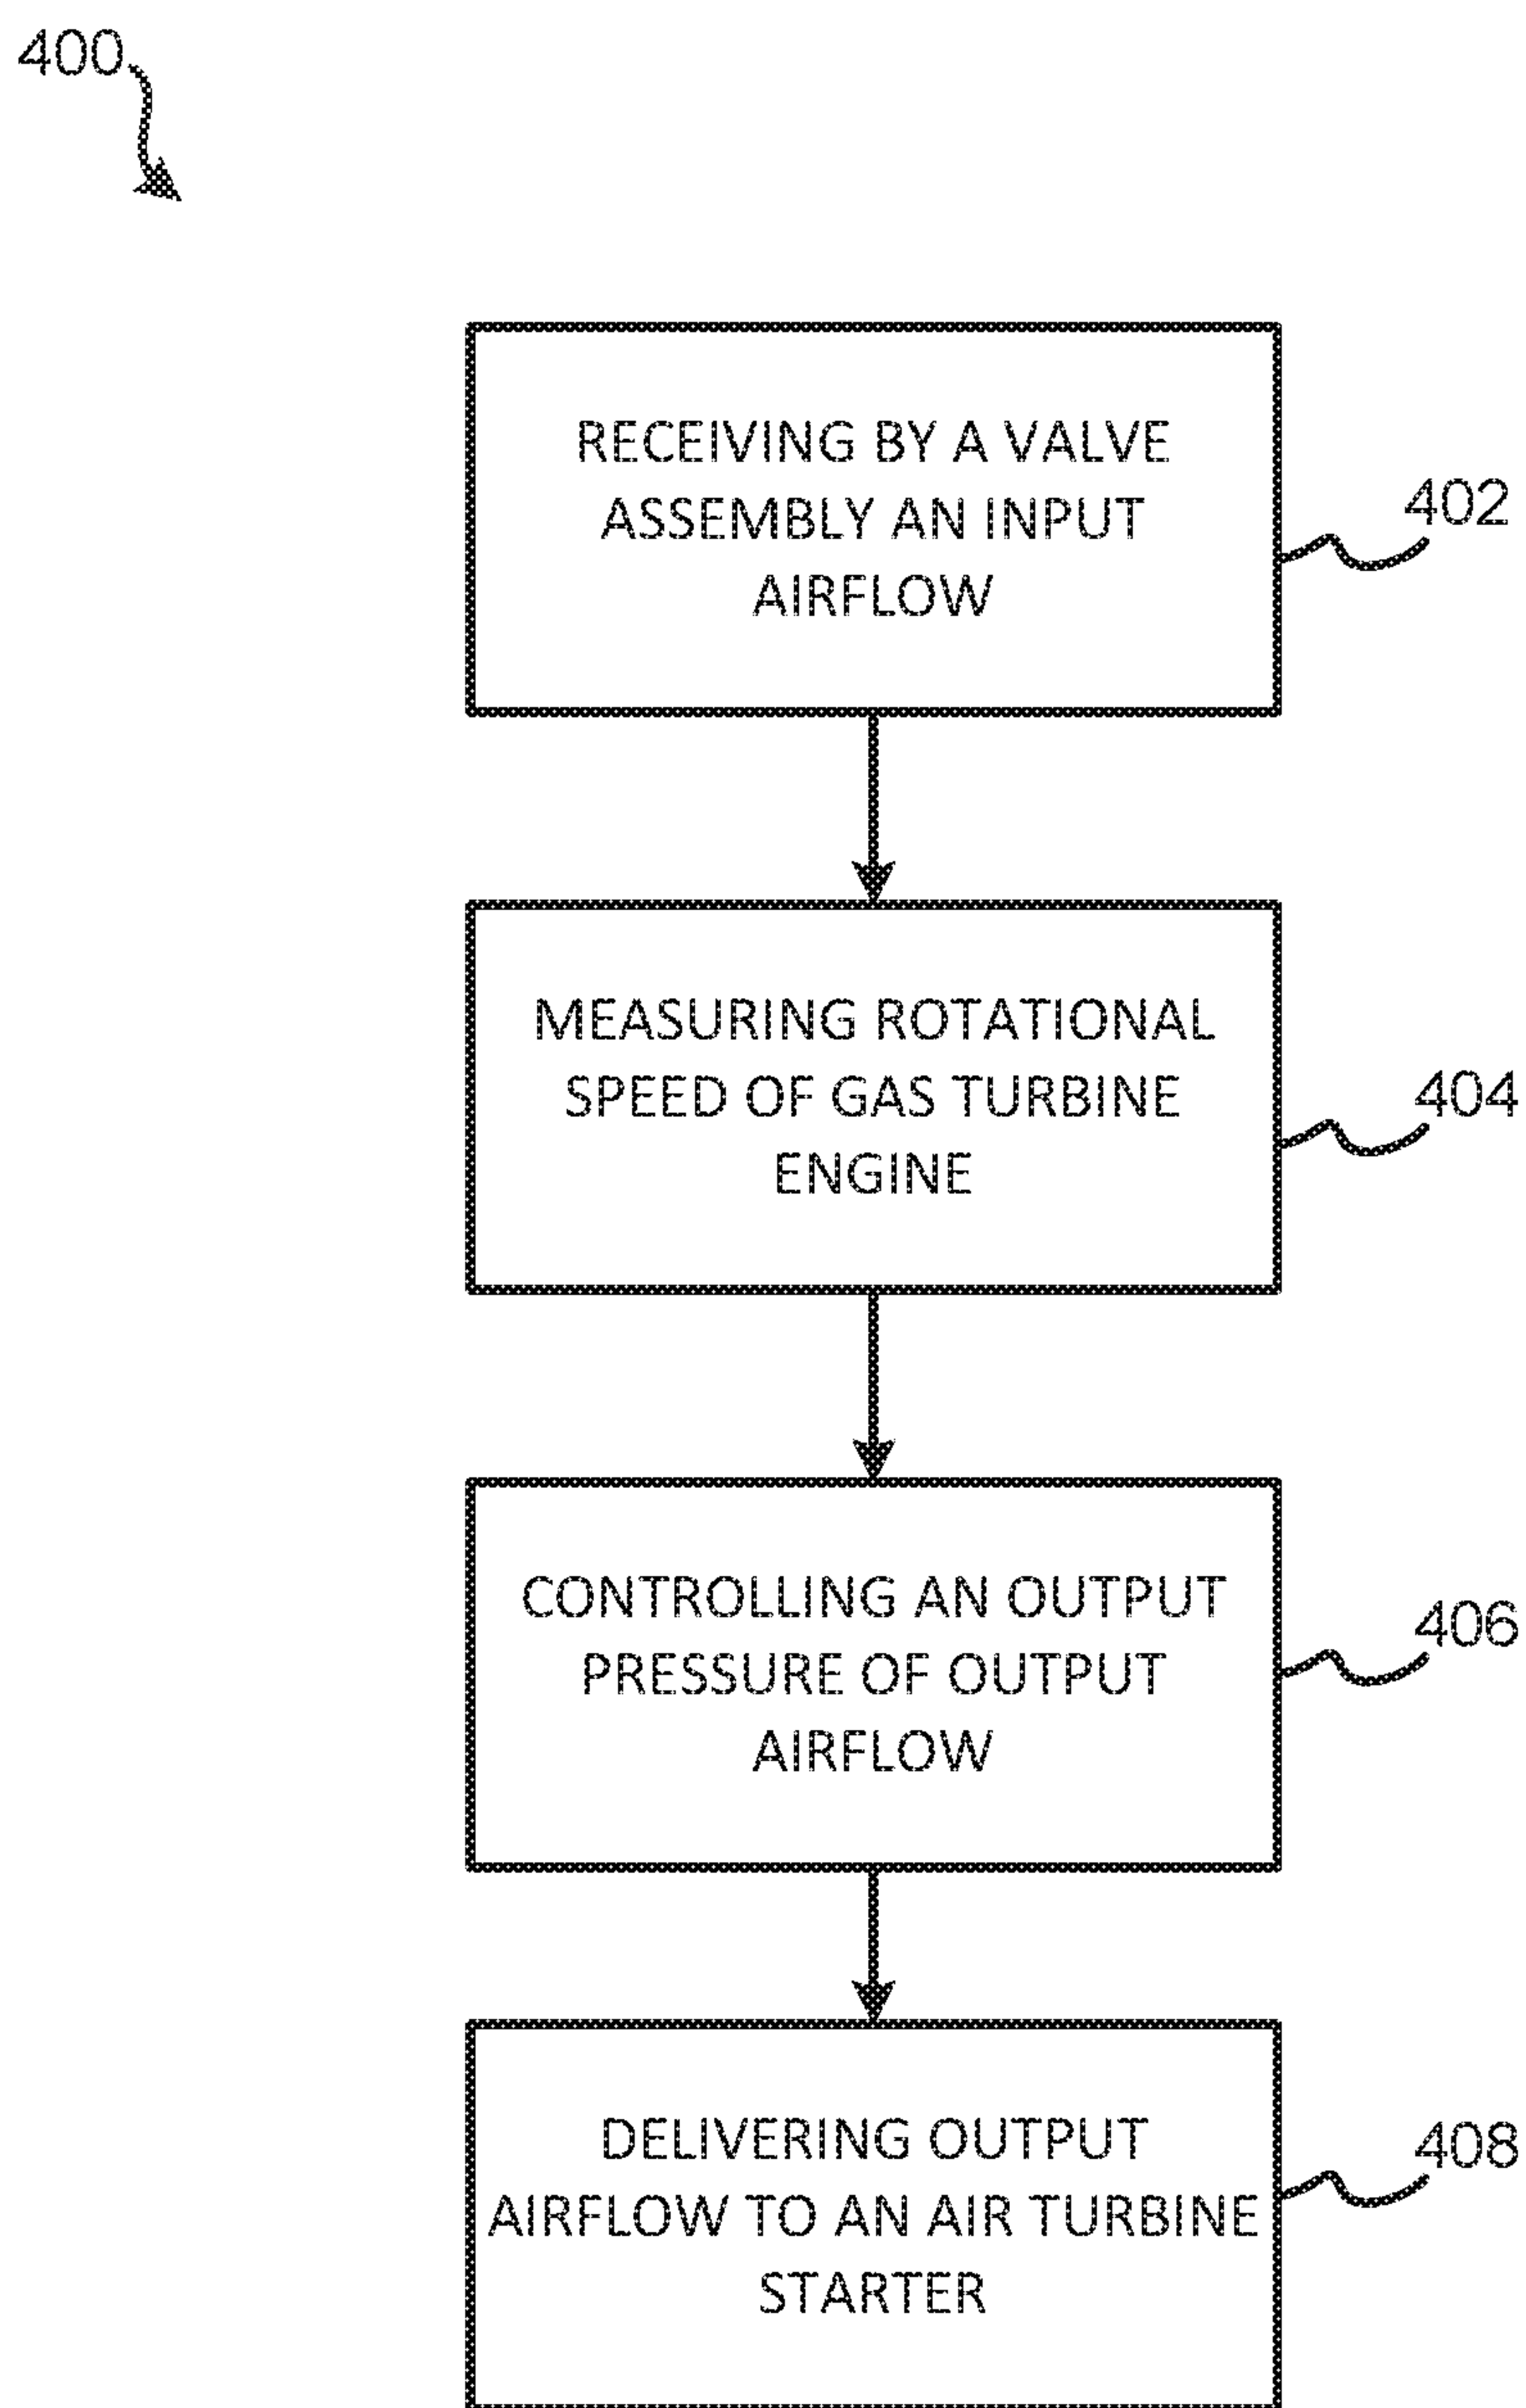 400
RECEIVING BY A VALVE
ASSEMBLY AN INPUT
AIRFLOW
402
MEASURING ROTATIONAL
SPEED OF GAS TURBINE
ENGINE
404
CONTROLLING AN OUTPUT
PRESSURE OF OUTPUT
AIRFLOW
406
DELIVERING OUTPUT
AIRFLOW TO AN AIR TURBINE
STARTER
408